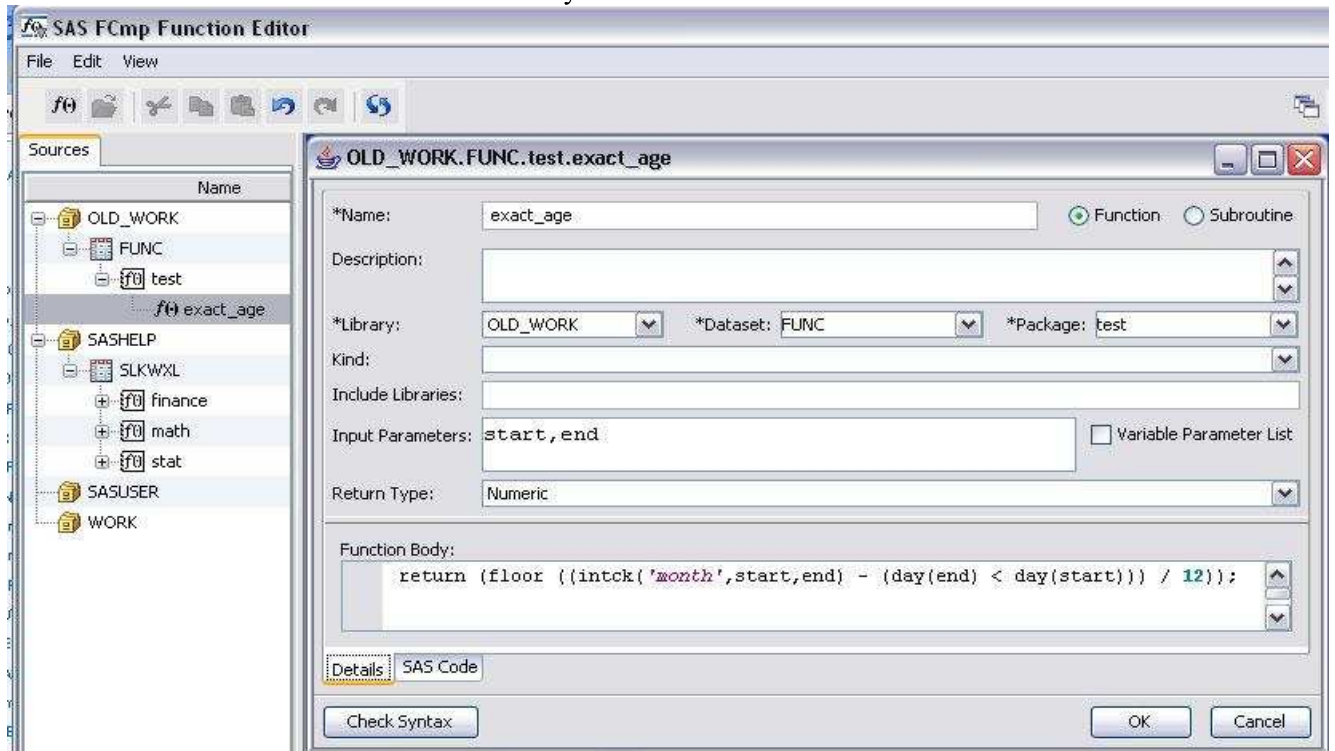 SAS FCmp Function Editor
File Edit View
Sources
Name
OLD_WORK
FUNC
test
exact_age
SASHELP
SLKWXL
finance
math
stat
SASUSER
WORK
OLD_WORK.FUNC.test.exact_age
*Name: exact_age Function Subroutine
Description:
*Library: OLD_WORK *Dataset: FUNC *Package: test
Kind:
Include Libraries:
Input Parameters: start,end Variable Parameter List
Return Type: Numeric
Function Body:
return (floor ((intck('month',start,end) - (day(end) < day(start))) / 12));
Details SAS Code
Check Syntax OK Cancel